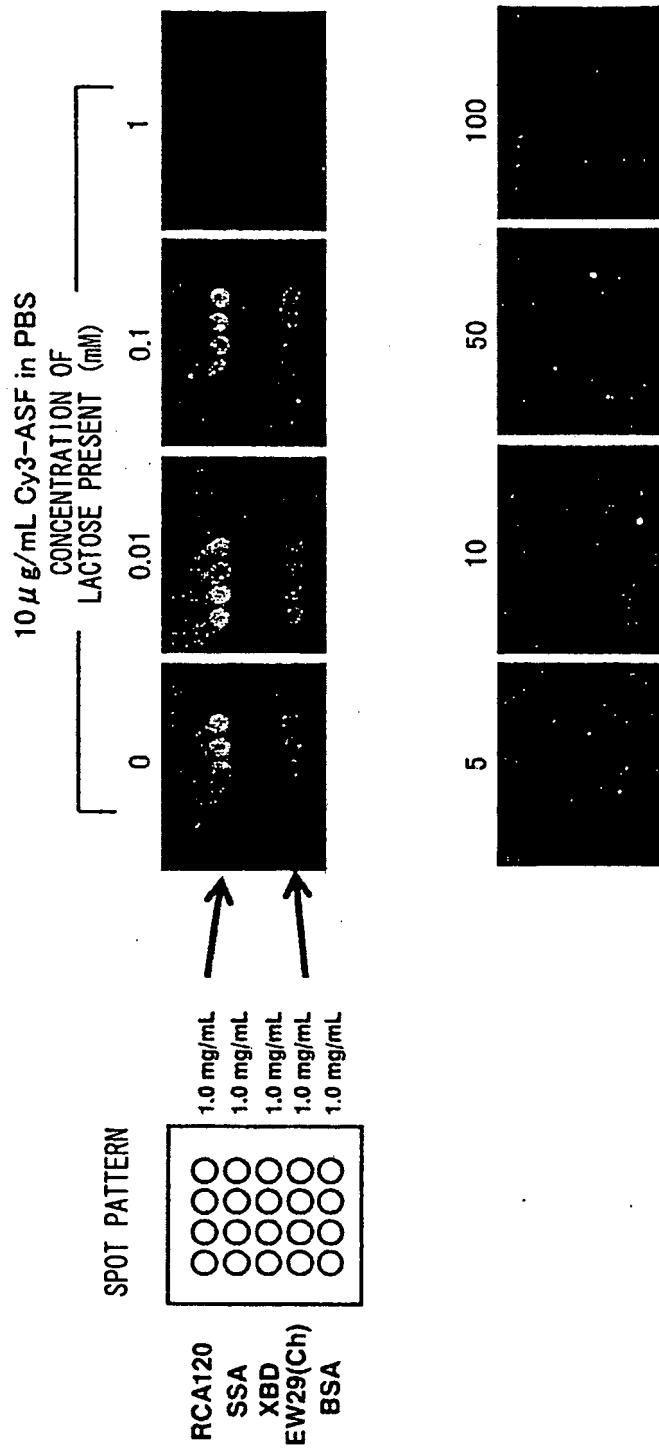 10 μg/mL Cy3-ASF in PBS
CONCENTRATION OF
LACTOSE PRESENT (mM)
0 0.01 0.1 1
SPOT PATTERN
RCA120 1.0 mg/mL
SSA 1.0 mg/mL
XBD 1.0 mg/mL
EW29(Ch) 1.0 mg/mL
BSA 1.0 mg/mL
5 10 50 100